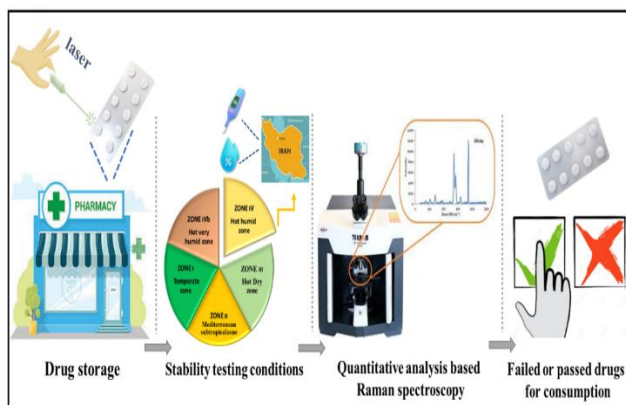 laser
PHARMACY
Drug storage
%
IRAN
ZONE IVb
Hot very
humid zone
ZONE IV
Hot humid
zone
ZONE I
Temperate
zone
ZONE III
Hot Dry
zone
ZONE II
Mediterranean
subtropical zone
Stability testing conditions
Quantitative analysis based
Raman spectroscopy
Failed or passed drugs
for consumption